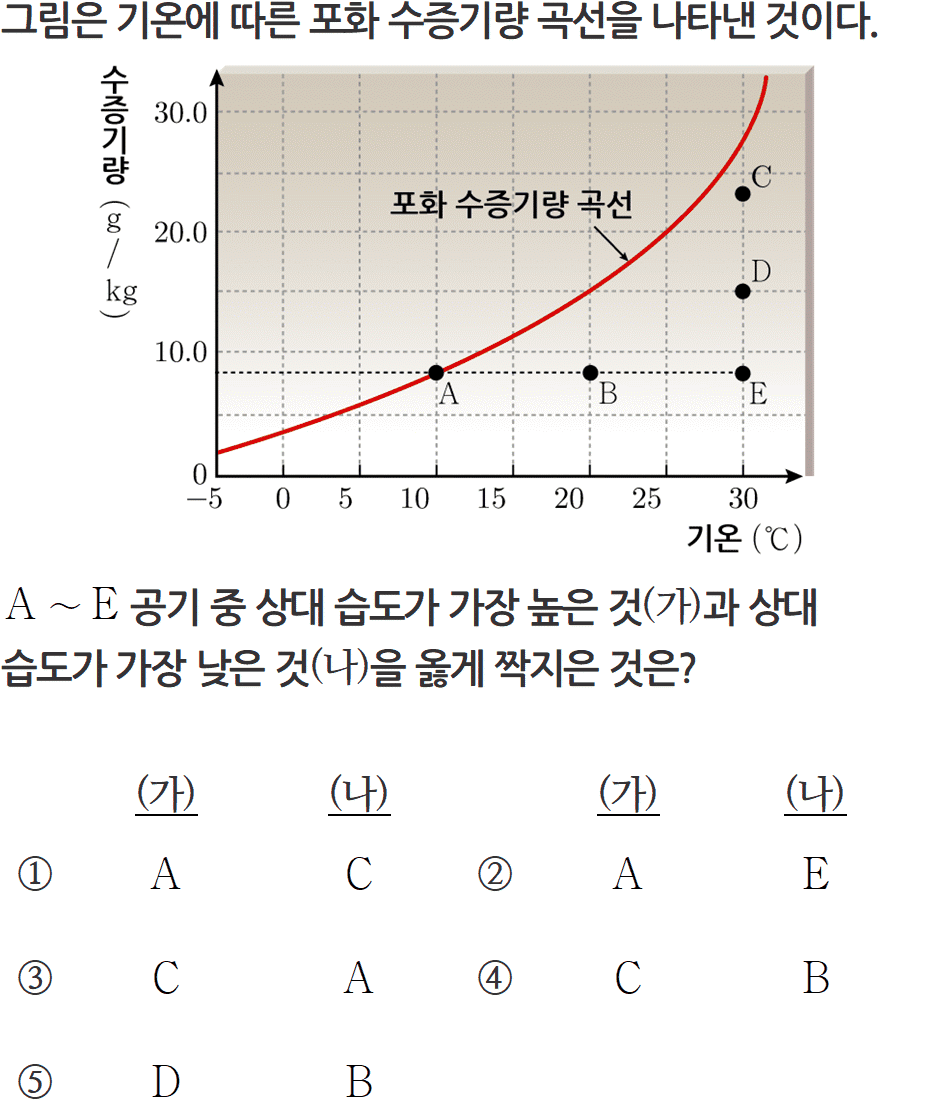 그림은 기온에 따른 포화 수증기량 곡선을 나타낸 것이다.
수증기량 (g/kg)
30.0
20.0
10.0
0
포화 수증기량 곡선
C
D
A
B
E
−5 0 5 10 15 20 25 30
기온 (℃)
A ~ E 공기 중 상대 습도가 가장 높은 것(가)과 상대
습도가 가장 낮은 것(나)을 옳게 짝지은 것은?
(가) (나) (가) (나)
① A C ② A E
③ C A ④ C B
⑤ D B